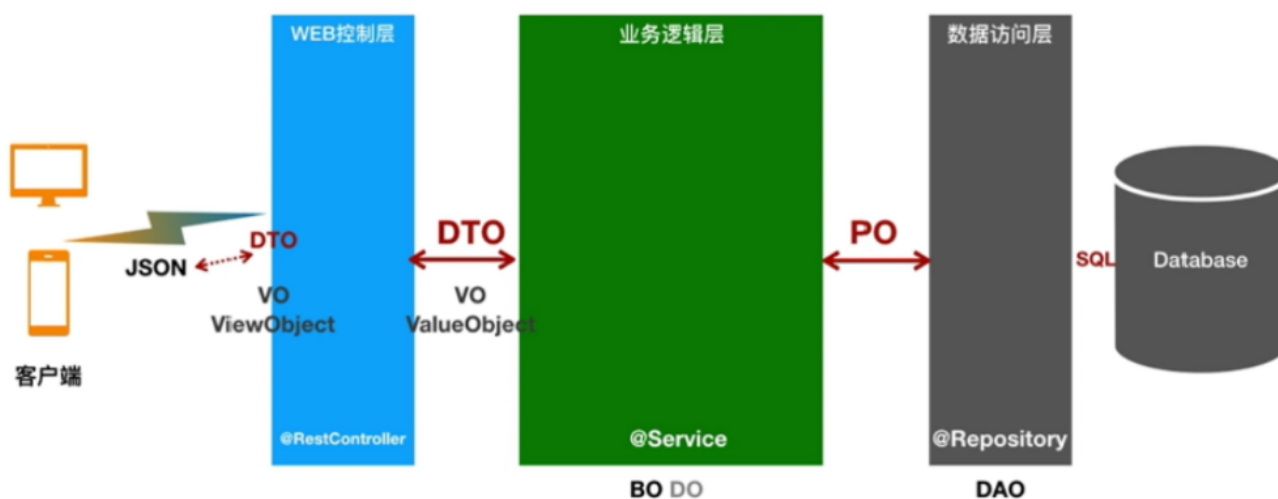 WEB控制层
业务逻辑层
数据访问层
DTO
JSON
VO
ViewObject
DTO
VO
ValueObject
PO
SQL
Database
客户端
@RestController
@Service
@Repository
BO DO
DAO